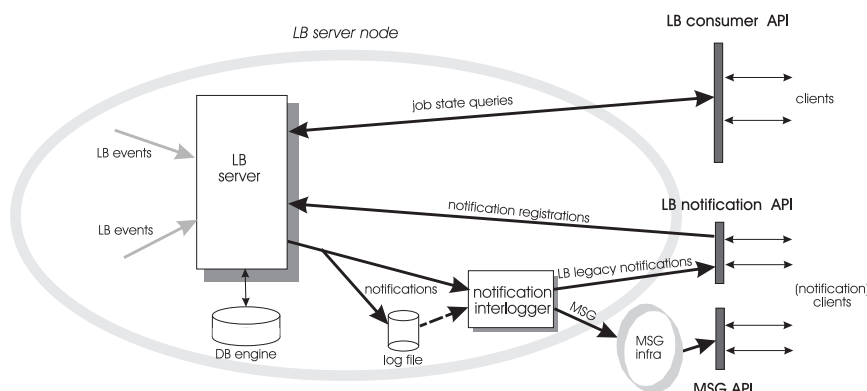 LB consumer API
LB server node
job state queries
clients
LB events
LB
server
notification registrations
LB notification API
LB events
LB legacy notifications
notifications
notification
interlogger
(notification)
clients
MSG
DB engine
log file
MSG
infra
MSG API